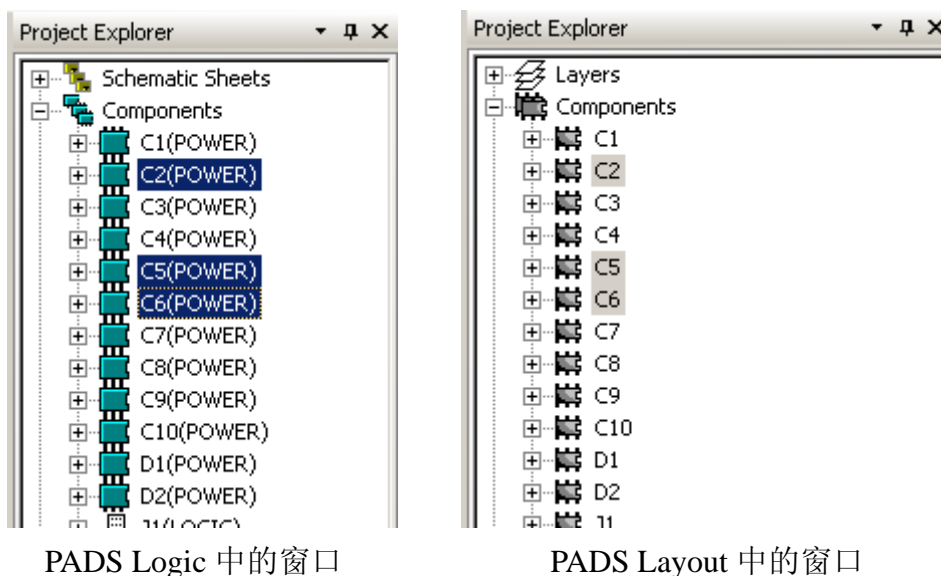 Project Explorer
Schematic Sheets
Components
C1(POWER)
C2(POWER)
C3(POWER)
C4(POWER)
C5(POWER)
C6(POWER)
C7(POWER)
C8(POWER)
C9(POWER)
C10(POWER)
D1(POWER)
D2(POWER)
J1(LOGIC)
PADS Logic 中的窗口
Project Explorer
Layers
Components
C1
C2
C3
C4
C5
C6
C7
C8
C9
C10
D1
D2
J1
PADS Layout 中的窗口